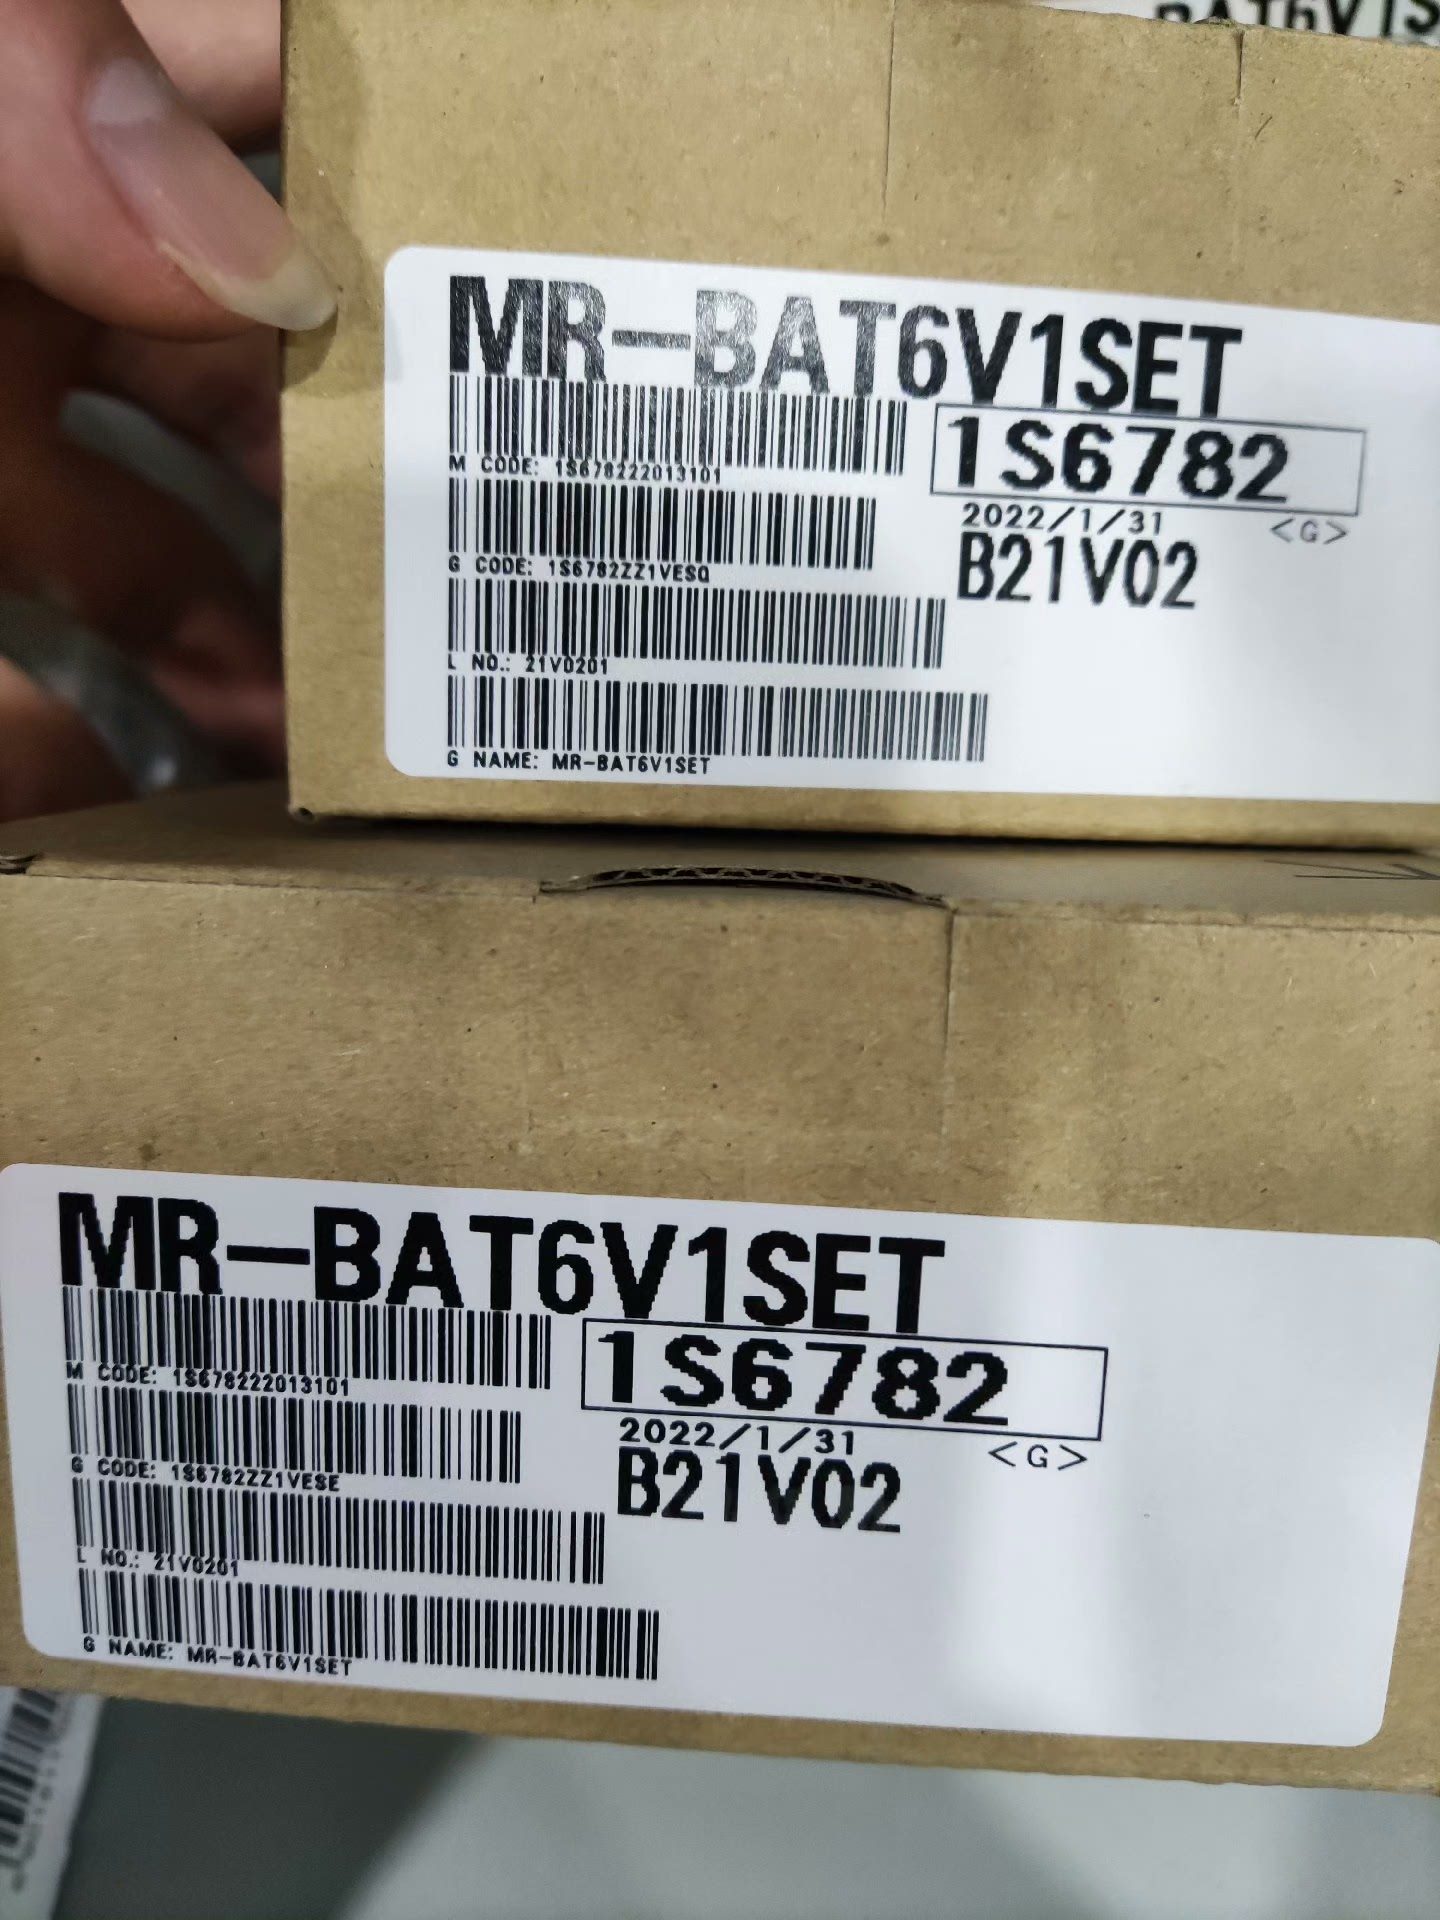 BAT6V1S
MR-BAT6V1SET
1S6782
M CODE: 1S678222013101
2022/1/31
<G>
B21V02
G CODE: 1S6782ZZ1VESQ
L NO.: 21V0201
G NAME: MR-BAT6V1SET
MR-BAT6V1SET
1S6782
M CODE: 1S678222013101
2022/1/31
<G>
B21V02
G CODE: 1S6782ZZ1VESE
L NO.: 21V0201
G NAME: MR-BAT6V1SET